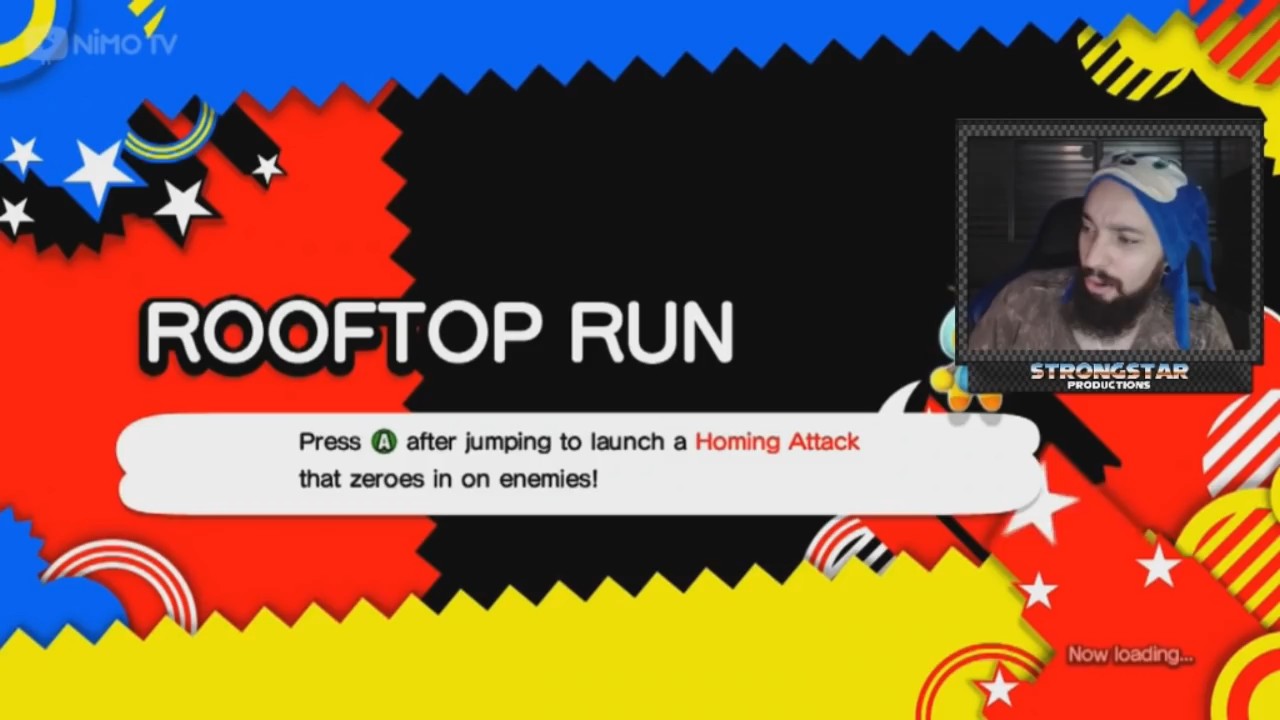 NiMO TV
ROOFTOP RUN
Press A after jumping to launch a Homing Attack
that zeroes in on enemies!
STRONGSTAR
PRODUCTIONS
Now loading...